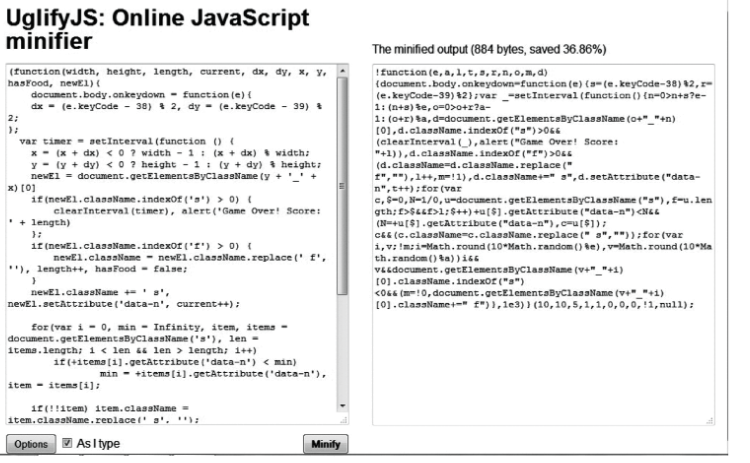 UglifyJS: Online JavaScript
minifier
(function(width, height, length, current, dx, dy, x, y,
hasFood, newEl){
document.body.onkeydown = function(e){
dx = (e.keyCode - 38) % 2, dy = (e.keyCode - 39) %
2;
};
var timer = setInterval(function () {
x = (x + dx) < 0 ? width - 1 : (x + dx) % width;
y = (y + dy) < 0 ? height - 1 : (y + dy) % height;
newEl = document.getElementsByClassName(y + '_' +
x)[0]
if(newEl.className.indexOf('s') > 0) {
clearInterval(timer), alert('Game Over! Score:
' + length)
};
if(newEl.className.indexOf('f') > 0) {
newEl.className = newEl.className.replace(' f',
''), length++, hasFood = false;
}
newEl.className += ' s',
newEl.setAttribute('data-n', current++);
for(var i = 0, min = Infinity, item, items =
document.getElementsByClassName('s'), len =
items.length; i < len && len > length; i++)
if(+items[i].getAttribute('data-n') < min)
min = +items[i].getAttribute('data-n'),
item = items[i];
if(!!item) item.className =
item.className.replace(' s', '');
Options
As I type
Minify
The minified output (884 bytes, saved 36.86%)
!function(e,a,l,t,s,r,n,o,m,d)
{document.body.onkeydown=function(e){s=(e.keyCode-38)%2,r=
(e.keyCode-39)%2};var _=setInterval(function(){n=0>n+s?e-
1:(n+s)%e,o=0>o+r?a-
1:(o+r)%a,d=document.getElementsByClassName(o+"_"+n)
[0],d.className.indexOf("s")>0&&
(clearInterval(_),alert("Game Over! Score:
"+l)),d.className.indexOf("f")>0&&
(d.className=d.className.replace("
f",""),l++,m=!1),d.className+=" s",d.setAttribute("data-
n",t++);for(var
c,$=0,N=1/0,u=document.getElementsByClassName("s"),f=u.len
gth;f>$&&f>l;$++)+u[$].getAttribute("data-n")<N&&
(N=+u[$].getAttribute("data-n"),c=u[$]);
c&&(c.className=c.className.replace(" s",""));for(var
i,v;!m;i=Math.round(10*Math.random()%e),v=Math.round(10*Ma
th.random()%a))i&&
v&&document.getElementsByClassName(v+"_"+i)
[0].className.indexOf("s")
<0&&(m=!0,document.getElementsByClassName(v+"_"+i)
[0].className+=" f")},1e3)}(10,10,5,1,1,0,0,0,!1,null);